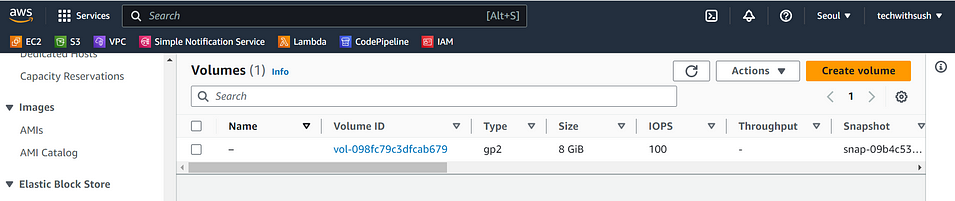 aws Services Search [Alt+S] Seoul techwithsush
EC2 S3 VPC Simple Notification Service Lambda CodePipeline IAM
Dedicated Hosts
Capacity Reservations
Images
AMIs
AMI Catalog
Elastic Block Store
Volumes (1) Info Actions Create volume
Search 1
Name Volume ID Type Size IOPS Throughput Snapshot
– vol-098fc79c3dfcab679 gp2 8 GiB 100 - snap-09b4c53...